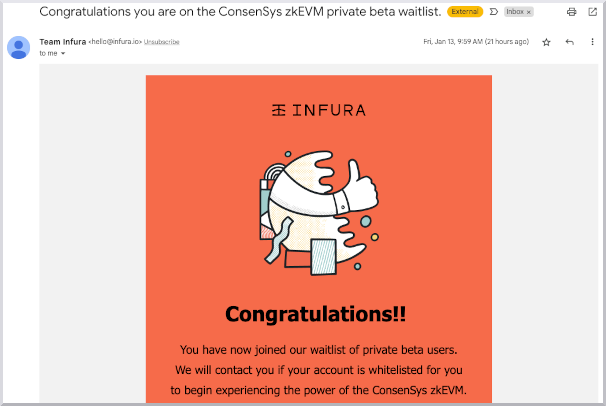 Congratulations you are on the ConsenSys zkEVM private beta waitlist. External Inbox ×
Team Infura <hello@infura.io> Unsubscribe Fri, Jan 13, 9:59 AM (21 hours ago)
to me
INFURA
Congratulations!!
You have now joined our waitlist of private beta users.
We will contact you if your account is whitelisted for you
to begin experiencing the power of the ConsenSys zkEVM.